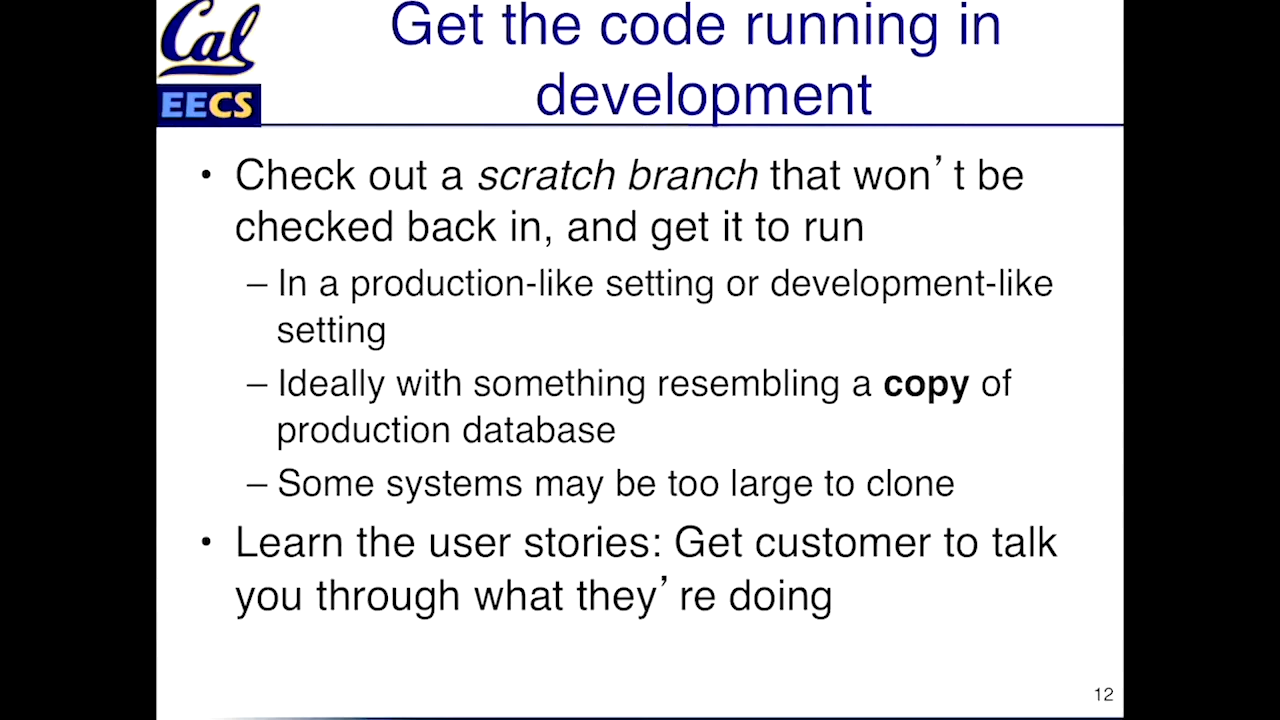 Cal
EECS
Get the code running in
development
• Check out a scratch branch that won’t be
checked back in, and get it to run
– In a production-like setting or development-like
setting
– Ideally with something resembling a copy of
production database
– Some systems may be too large to clone
• Learn the user stories: Get customer to talk
you through what they’re doing
12